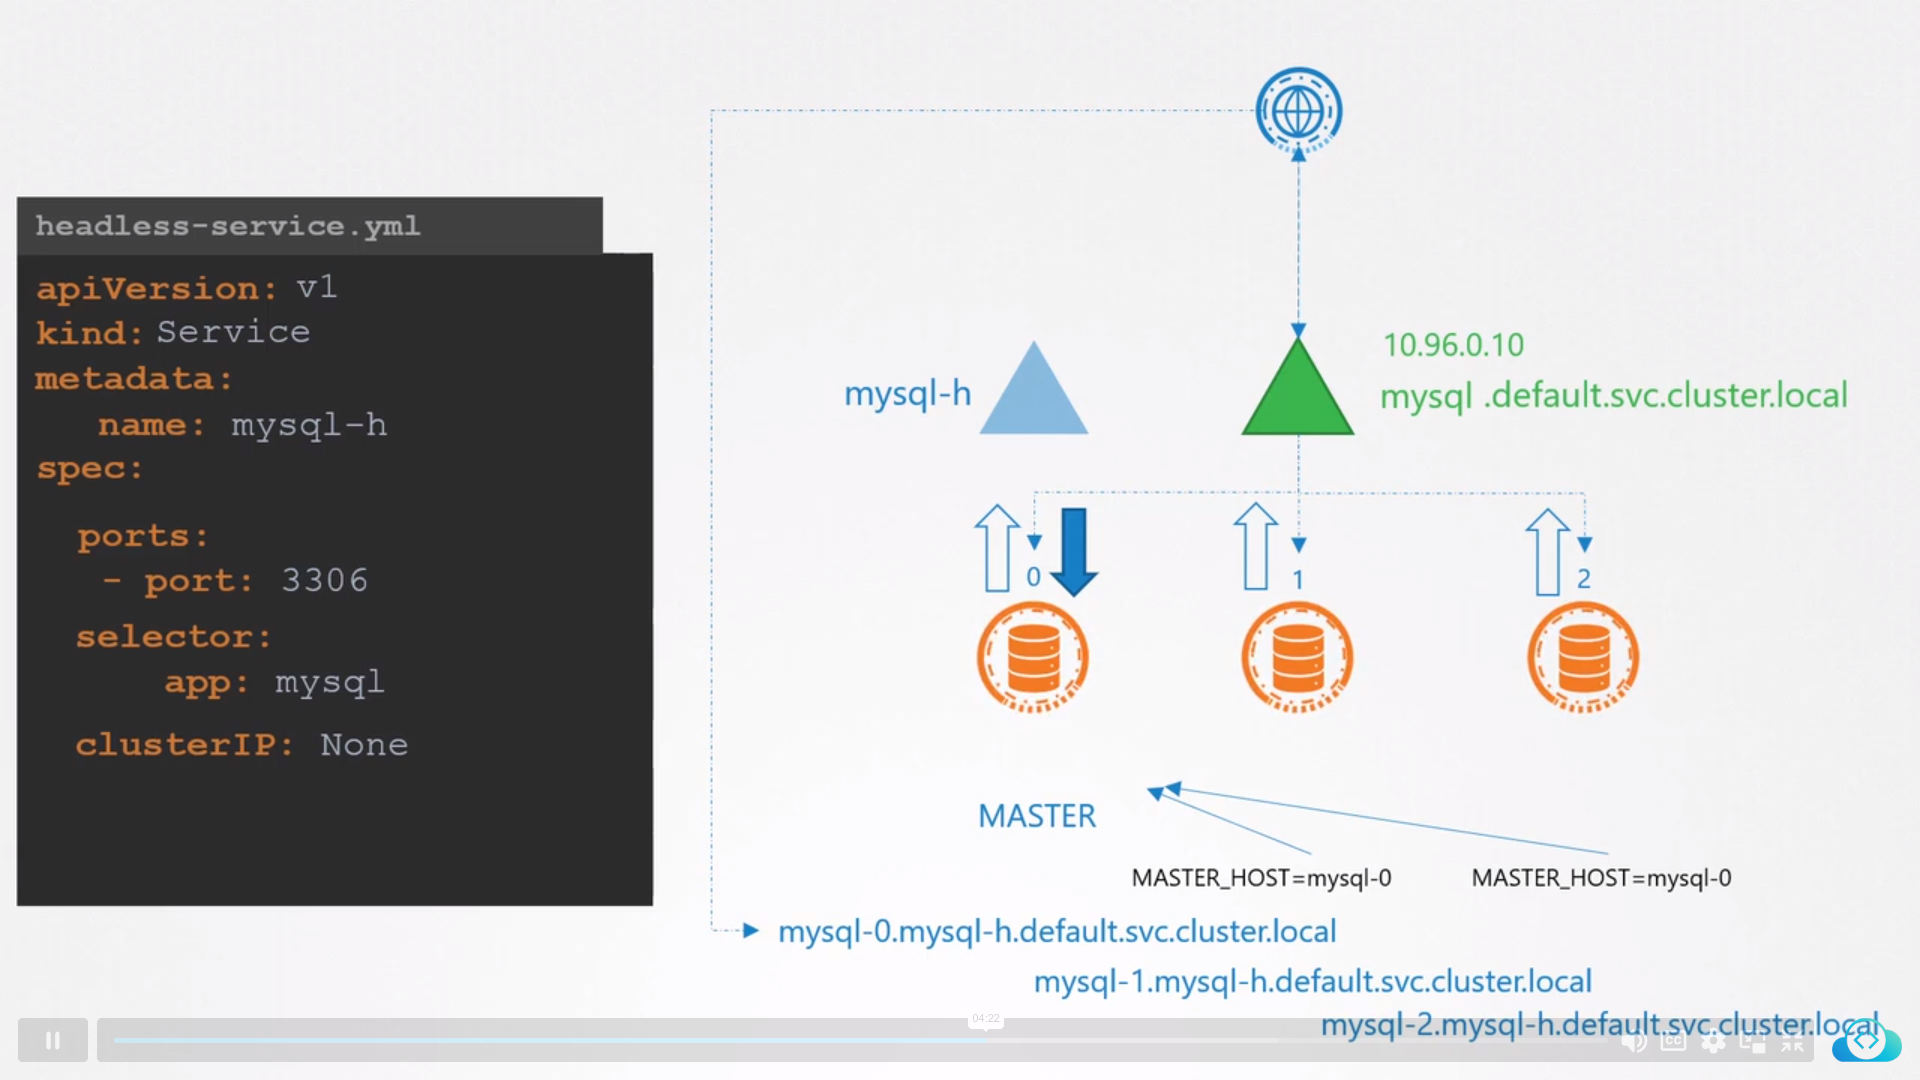 headless-service.yml
apiVersion: v1
kind: Service
metadata:
name: mysql-h
spec:
ports:
- port: 3306
selector:
app: mysql
clusterIP: None
10.96.0.10
mysql-h
mysql .default.svc.cluster.local
0
1
2
MASTER
MASTER_HOST=mysql-0
MASTER_HOST=mysql-0
mysql-0.mysql-h.default.svc.cluster.local
mysql-1.mysql-h.default.svc.cluster.local
mysql-2.mysql-h.default.svc.cluster.local
04:22
CC